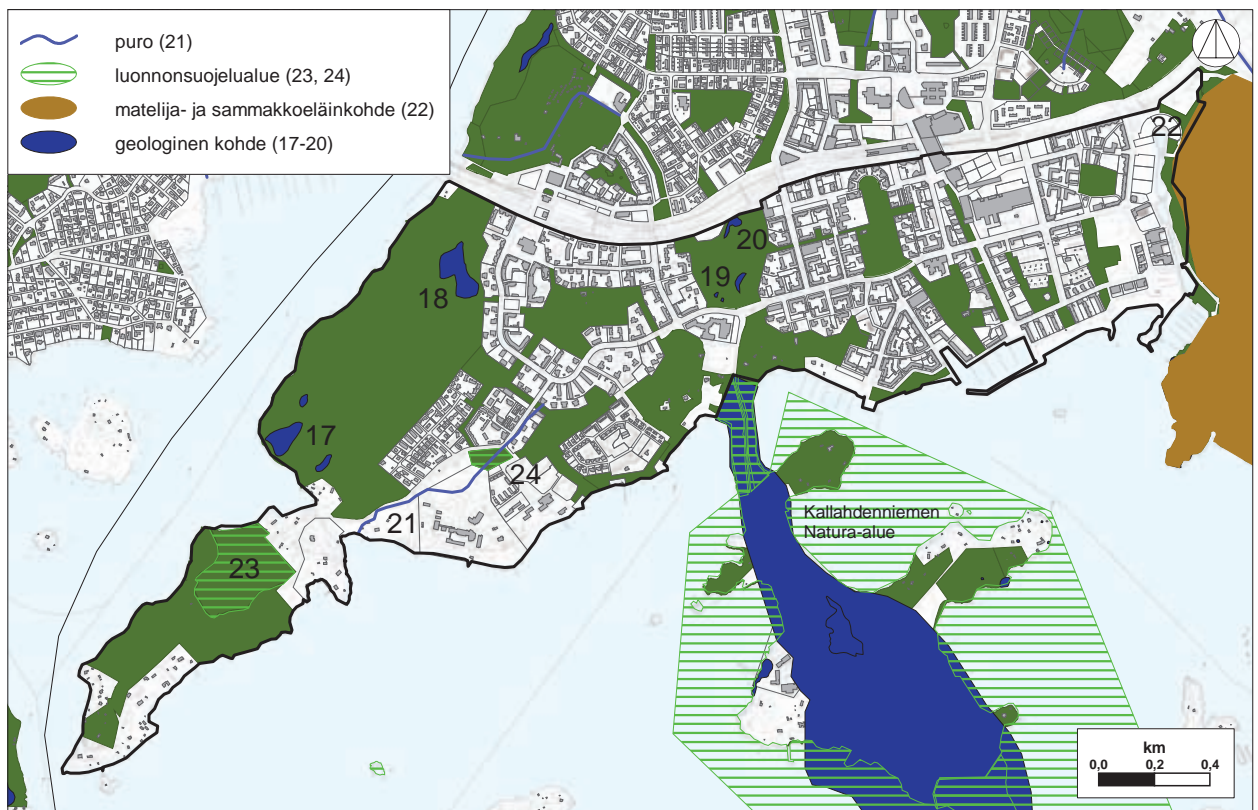 puro (21)
luonnonsuojelualue (23, 24)
matelija- ja sammakkoeläinkohde (22)
geologinen kohde (17-20)
22
20
19
18
17
24
21
Kallahdenniemen
Natura-alue
23
km
0,0 0,2 0,4